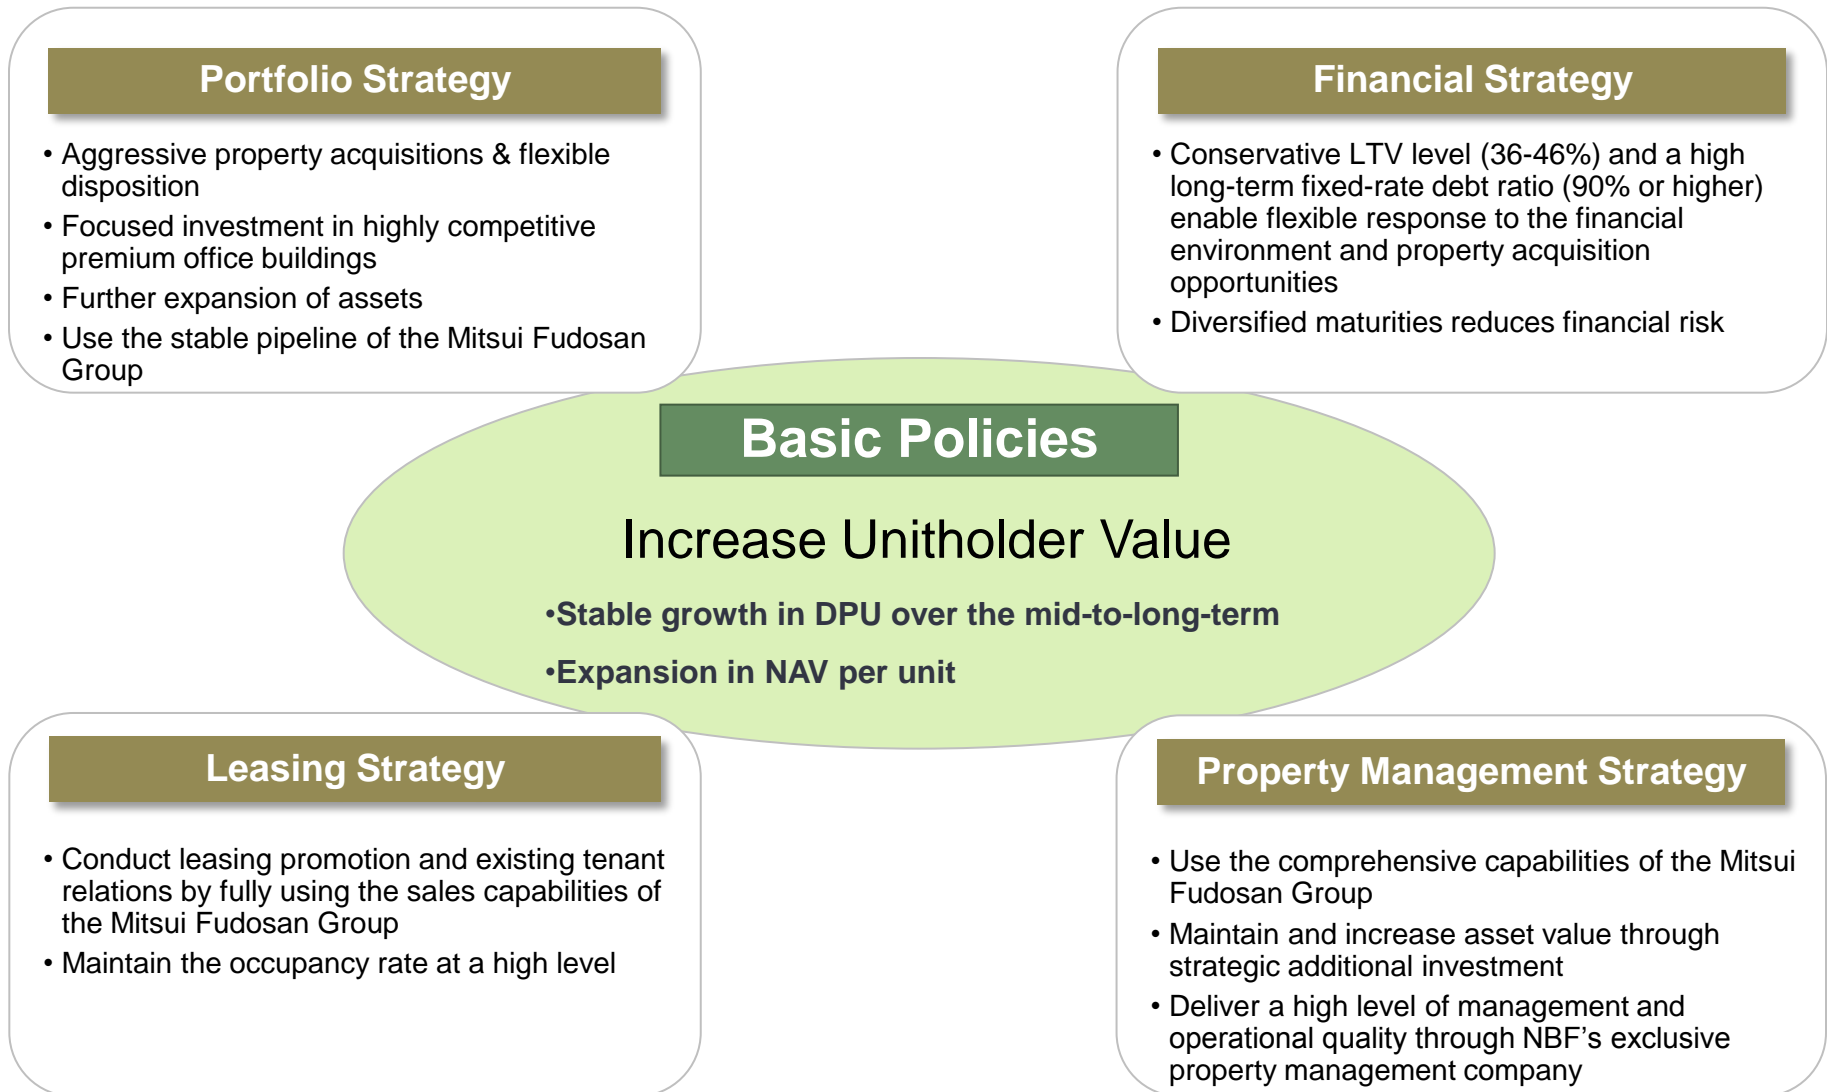 Portfolio Strategy
• Aggressive property acquisitions & flexible
disposition
• Focused investment in highly competitive
premium office buildings
• Further expansion of assets
• Use the stable pipeline of the Mitsui Fudosan
Group
Financial Strategy
• Conservative LTV level (36-46%) and a high
long-term fixed-rate debt ratio (90% or higher)
enable flexible response to the financial
environment and property acquisition
opportunities
• Diversified maturities reduces financial risk
Basic Policies
Increase Unitholder Value
•Stable growth in DPU over the mid-to-long-term
•Expansion in NAV per unit
Leasing Strategy
• Conduct leasing promotion and existing tenant
relations by fully using the sales capabilities of
the Mitsui Fudosan Group
• Maintain the occupancy rate at a high level
Property Management Strategy
• Use the comprehensive capabilities of the Mitsui
Fudosan Group
• Maintain and increase asset value through
strategic additional investment
• Deliver a high level of management and
operational quality through NBF’s exclusive
property management company